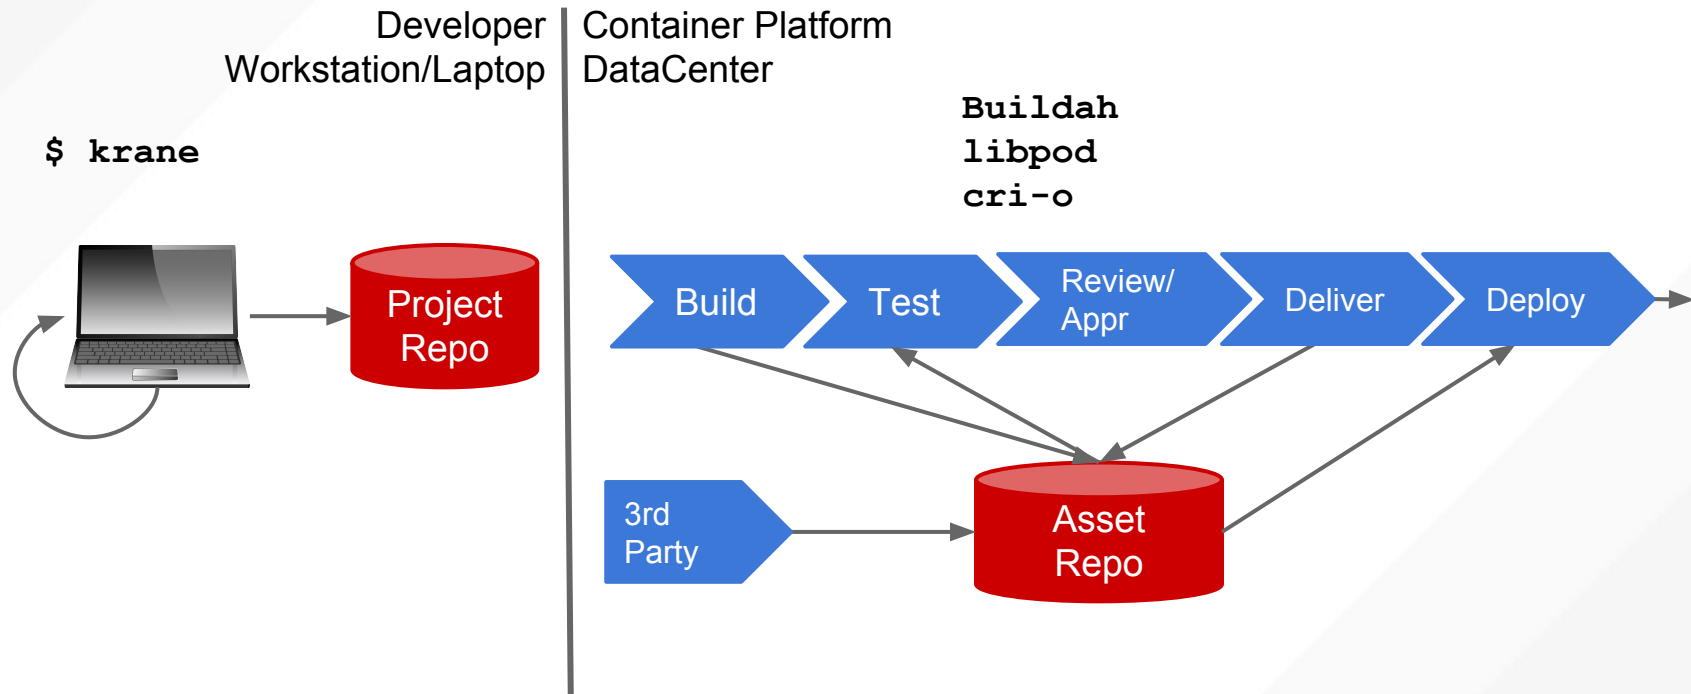 Developer
Workstation/Laptop
Container Platform
DataCenter
$ krane
Buildah
libpod
cri-o
Project
Repo
Build
Test
Review/
Appr
Deliver
Deploy
3rd
Party
Asset
Repo